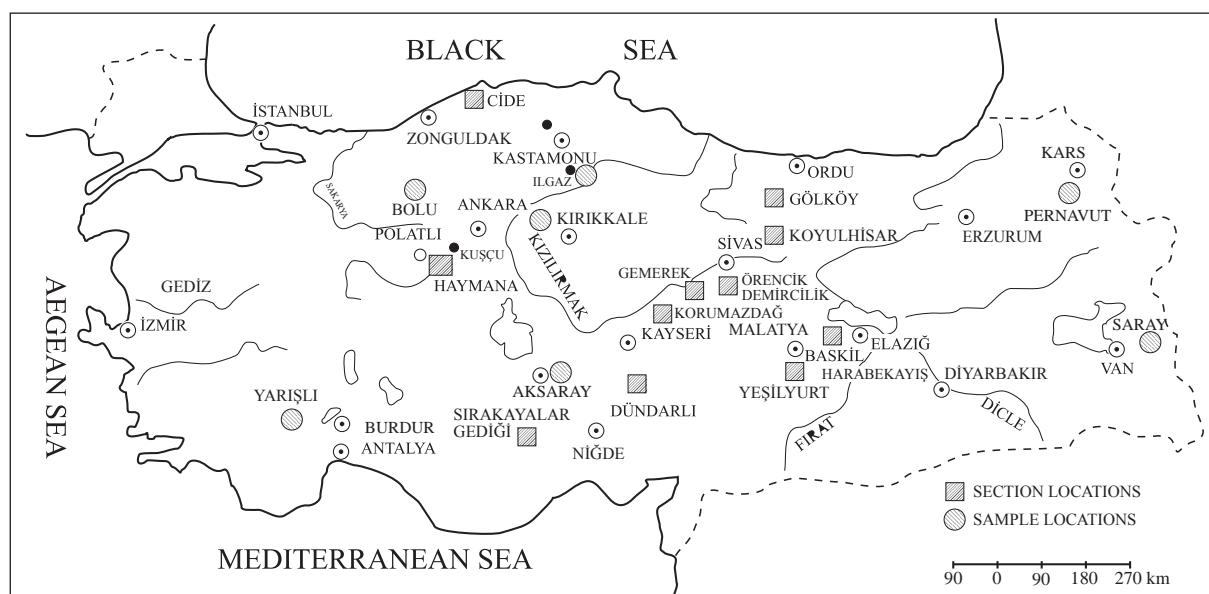 BLACK SEA
İSTANBUL
CİDE
ZONGULDAK
KASTAMONU
ILGAZ
ORDU
KARS
SAKARYA
BOLU
ANKARA
KIRIKKALE
GÖLKÖY
PERNAVUT
POLATLI
KUŞÇU
KIZILIRMAK
SİVAS
KOYULHİSAR
ERZURUM
HAYMANA
GEMEREK
ÖRENCİK
DEMİRCİLİK
AEGEAN SEA
GEDİZ
İZMİR
KORUMAZDAĞ
KAYSERİ
MALATYA
ELAZIĞ
SARAY
BASKİL
HARABEKAYIŞ
VAN
AKSARAY
YEŞİLYURT
DİYARBAKIR
YARIŞLI
SIRAKAYALAR
GEDİĞİ
DÜNDARLI
DİCLE
BURDUR
ANTALYA
NİĞDE
FIRAT
SECTION LOCATIONS
SAMPLE LOCATIONS
MEDITERRANEAN SEA
90 0 90 180 270 km